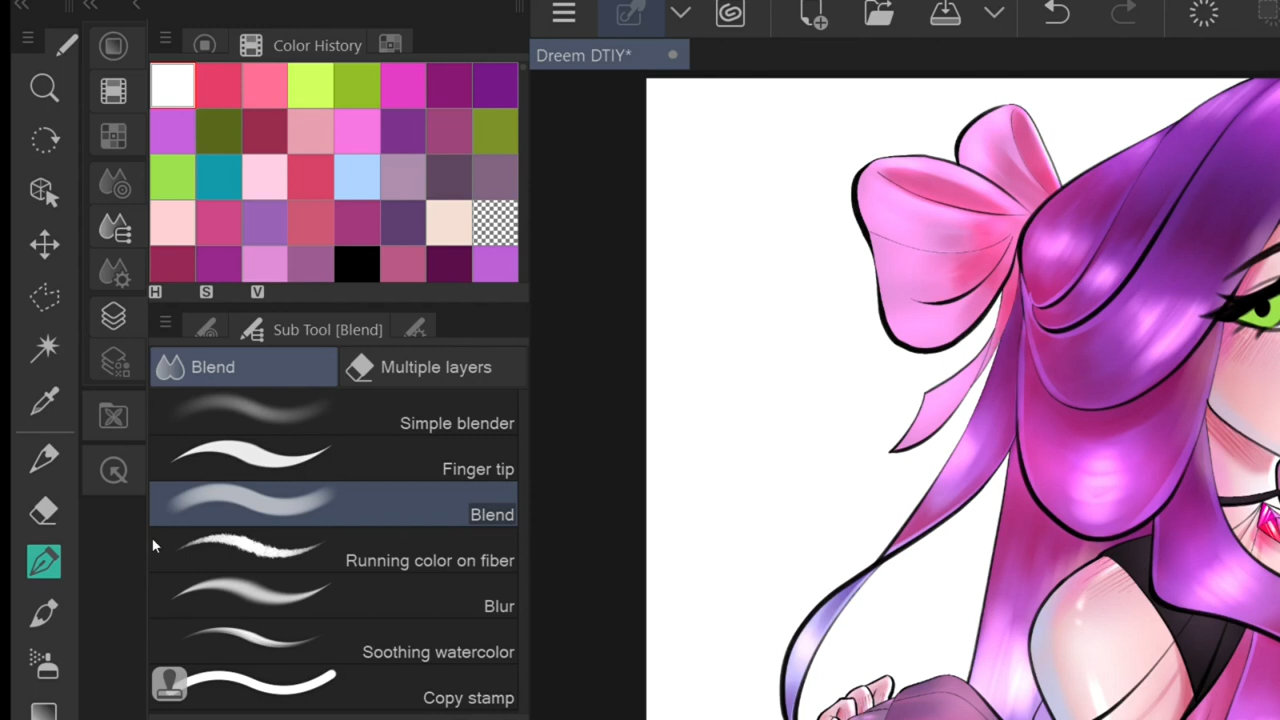 Color History
Dreem DTIY*
H S V
Sub Tool [Blend]
Blend
Multiple layers
Simple blender
Finger tip
Blend
Running color on fiber
Blur
Soothing watercolor
Copy stamp